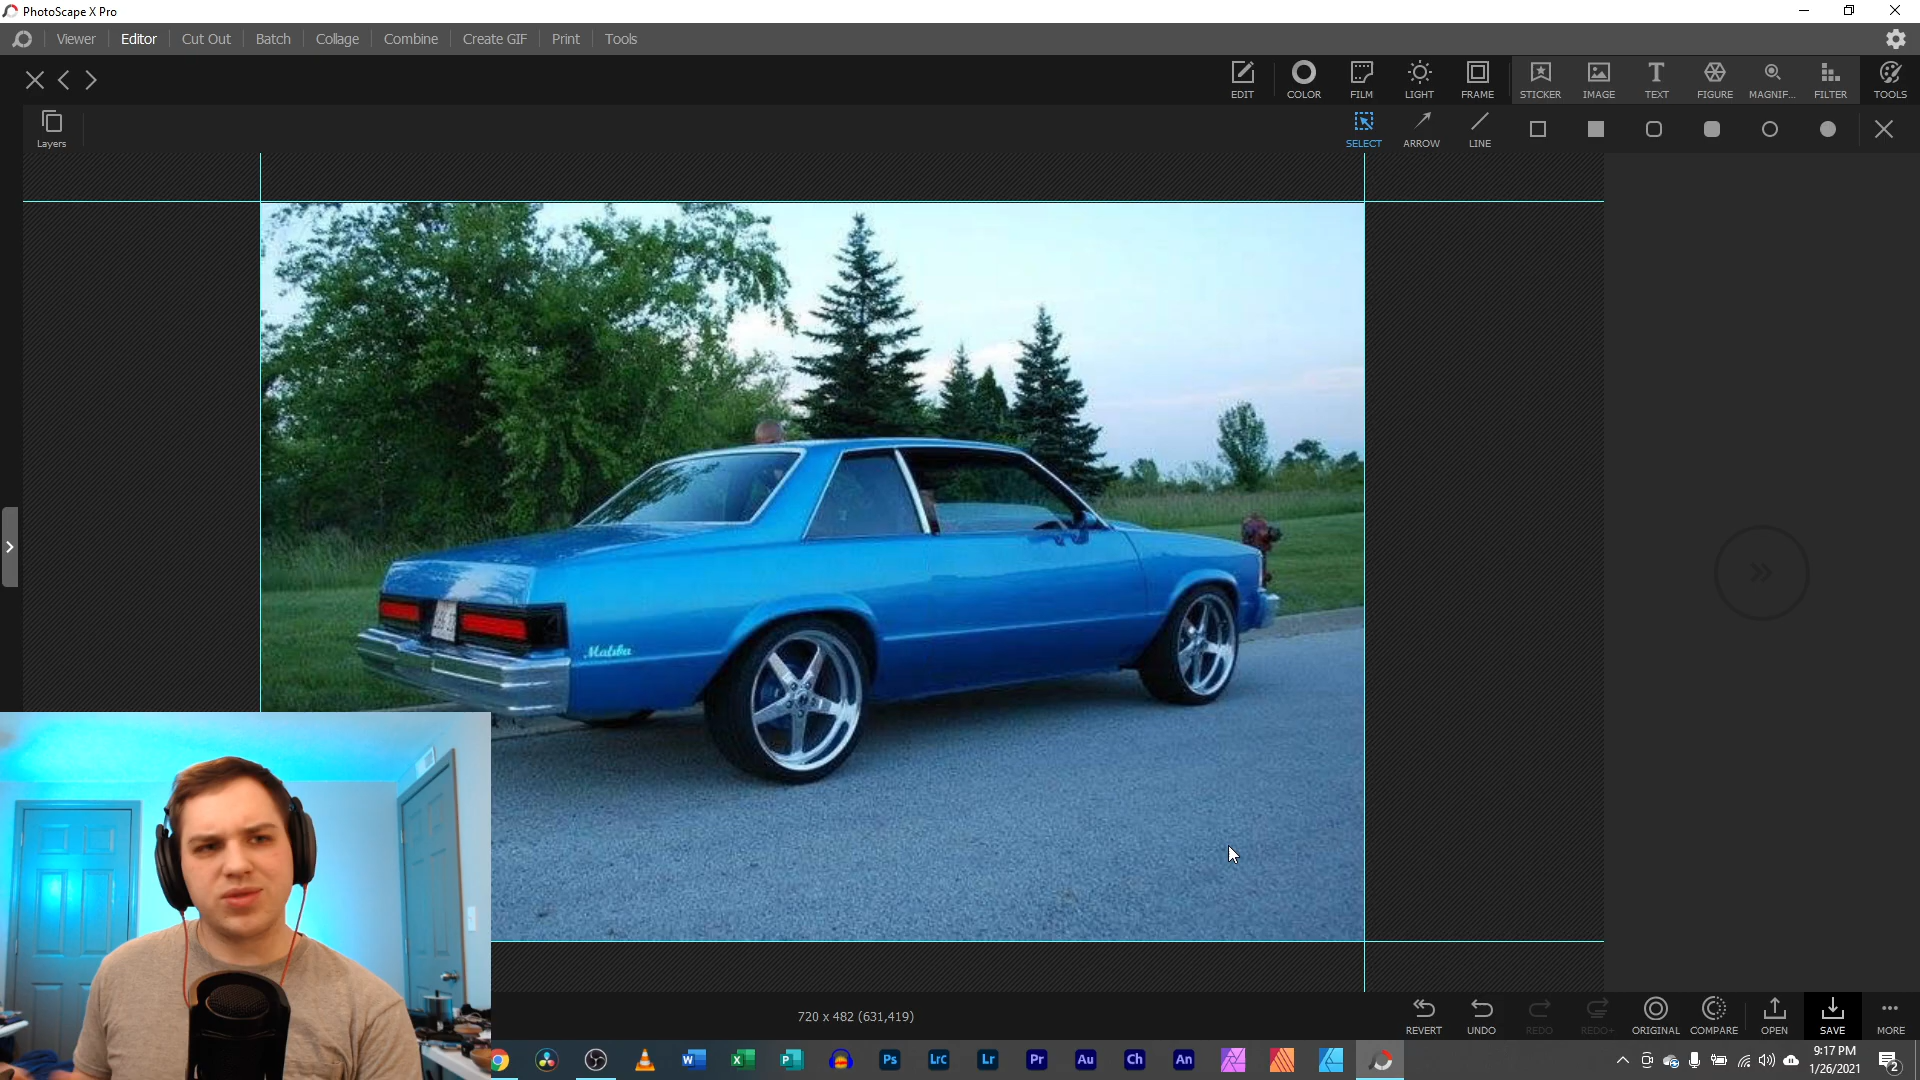 PhotoScape X Pro
Viewer Editor Cut Out Batch Collage Combine Create GIF Print Tools
EDIT COLOR FILM LIGHT FRAME STICKER IMAGE TEXT FIGURE MAGNIF... FILTER TOOLS
Layers SELECT ARROW LINE
Malibu
720 x 482 (631,419)
REVERT UNDO REDO REDO+ ORIGINAL COMPARE OPEN SAVE MORE
W X P Ps LrC Lr Pr Au Ch An
9:17 PM
1/26/2021
2